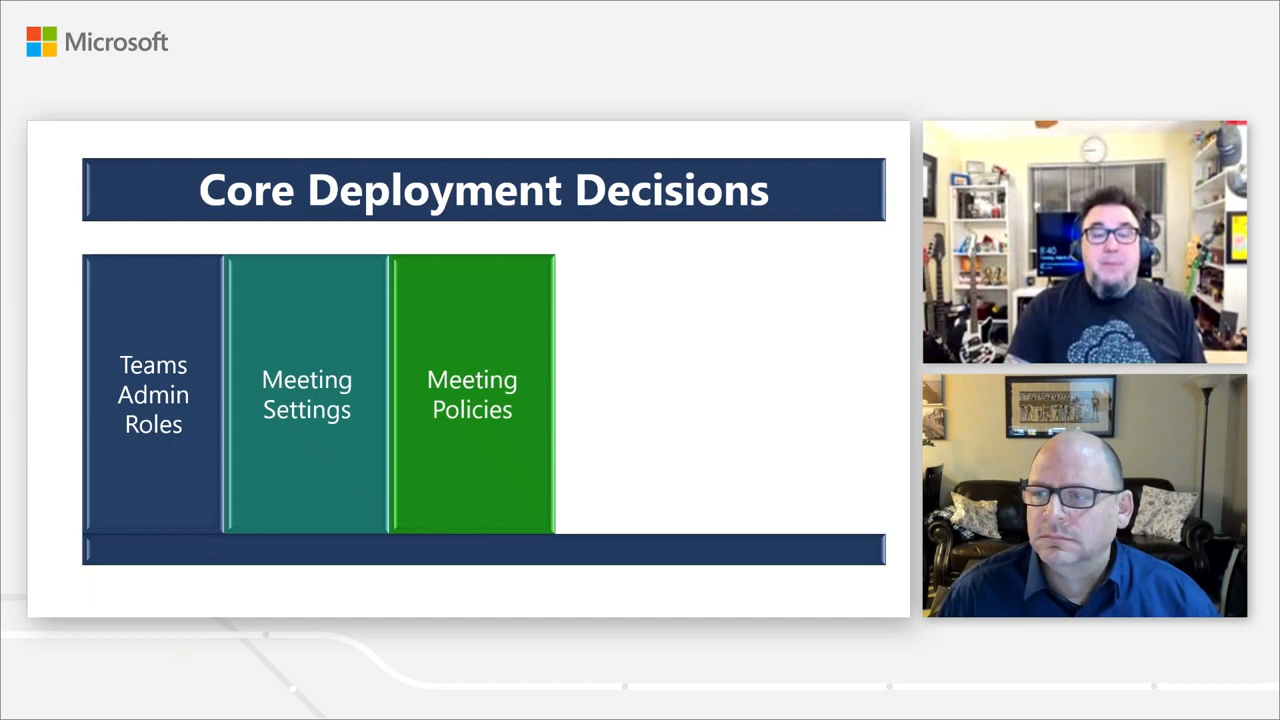 Microsoft
Core Deployment Decisions
Teams
Admin
Roles
Meeting
Settings
Meeting
Policies